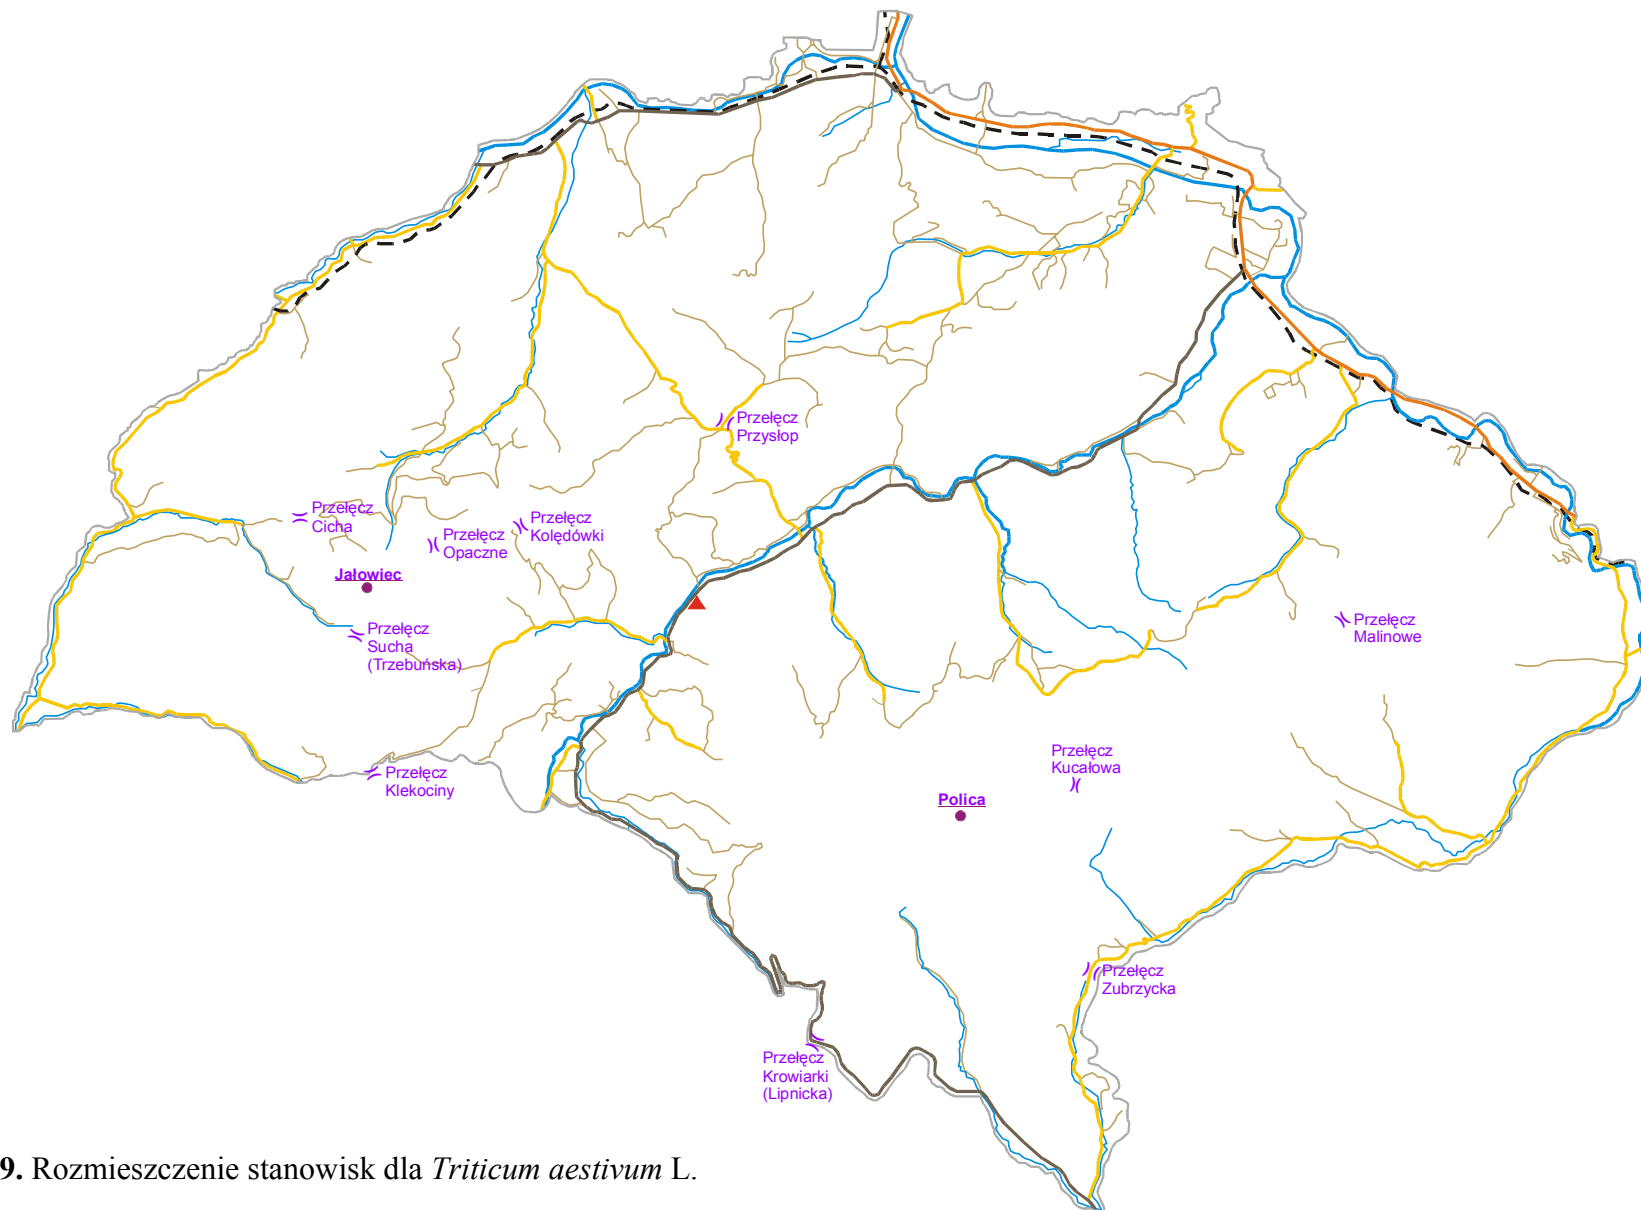 Przełęcz
Przysłop
Przełęcz
Cicha
Przełęcz
Opaczne
Przełęcz
Kolędówki
Jałowiec
Przełęcz
Sucha
(Trzebuńska)
Przełęcz
Malinowe
Przełęcz
Klekociny
Przełęcz
Kucałowa
Polica
Przełęcz
Zubrzycka
Przełęcz
Krowiarki
(Lipnicka)
9. Rozmieszczenie stanowisk dla Triticum aestivum L.